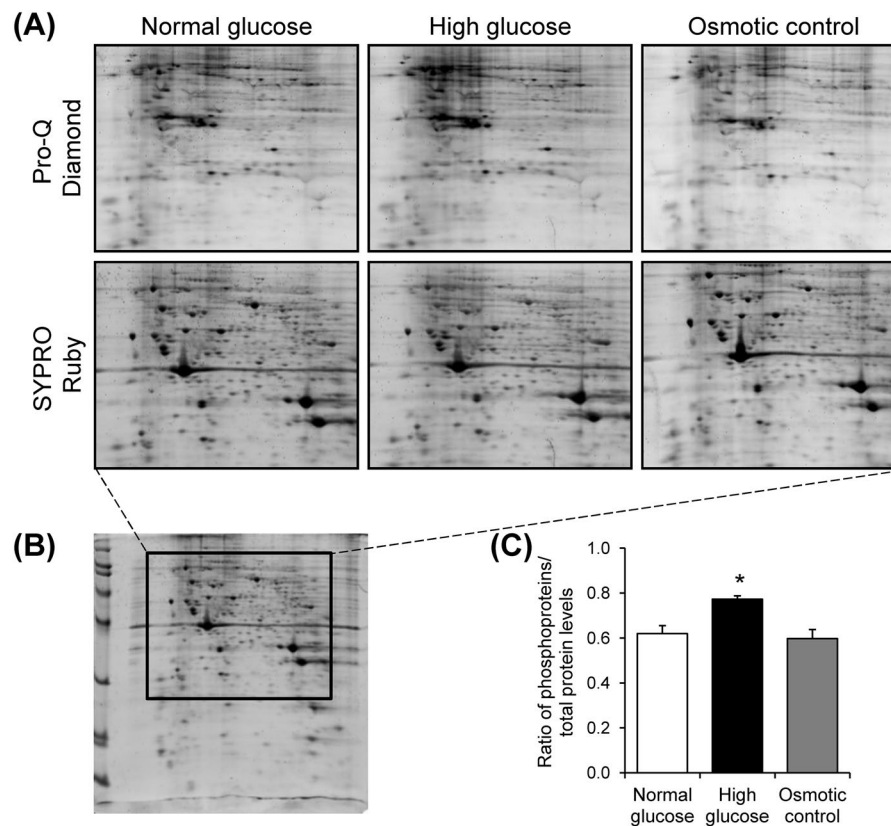 (A)
Normal glucose
High glucose
Osmotic control
Pro-Q
Diamond
SYPRO
Ruby
(B)
(C)
Ratio of phosphoproteins/
total protein levels
1.0
0.8
0.6
0.4
0.2
0.0
*
Normal
glucose
High
glucose
Osmotic
control